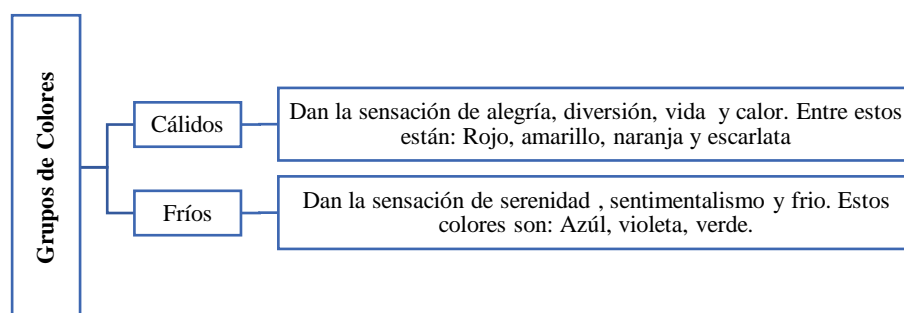 Grupos de Colores
Cálidos
Dan la sensación de alegría, diversión, vida y calor. Entre estos
están: Rojo, amarillo, naranja y escarlata
Fríos
Dan la sensación de serenidad , sentimentalismo y frio. Estos
colores son: Azúl, violeta, verde.